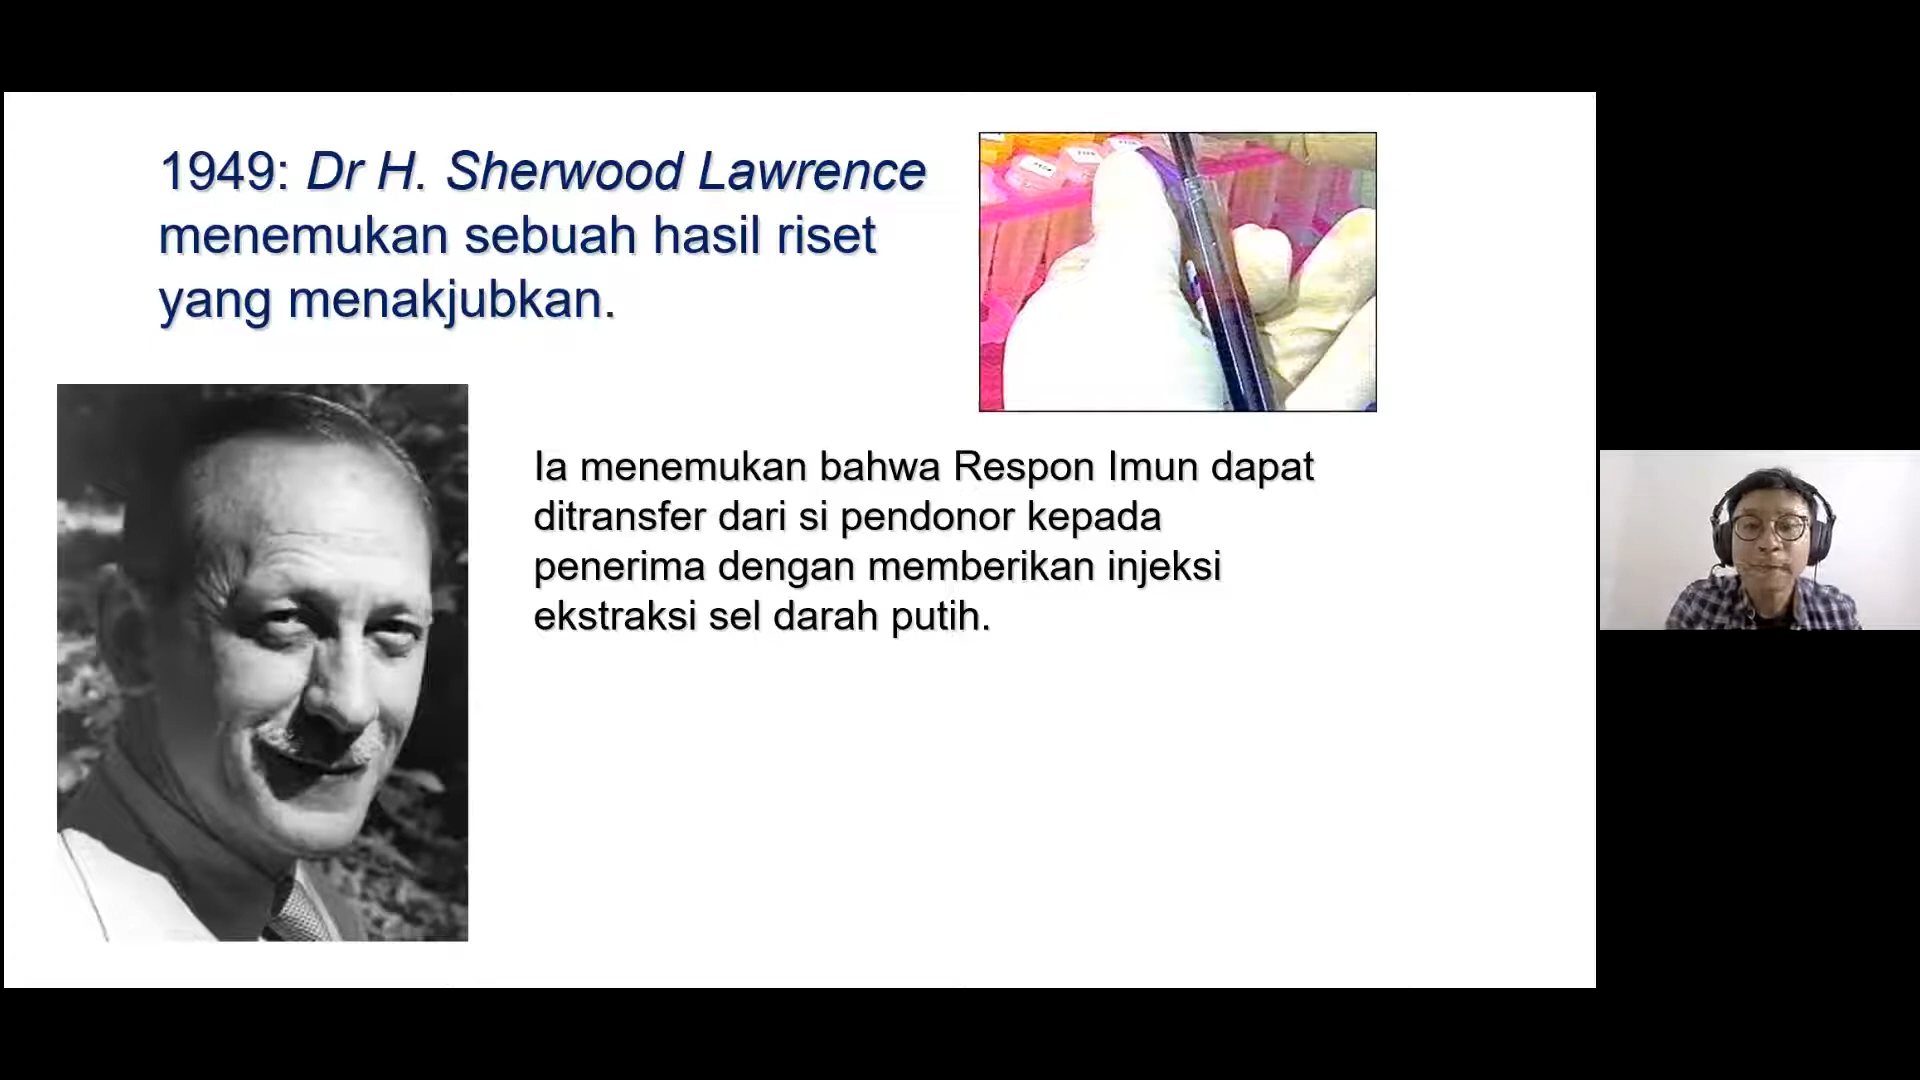 1949: Dr H. Sherwood Lawrence
menemukan sebuah hasil riset
yang menakjubkan.
Ia menemukan bahwa Respon Imun dapat
ditransfer dari si pendonor kepada
penerima dengan memberikan injeksi
ekstraksi sel darah putih.